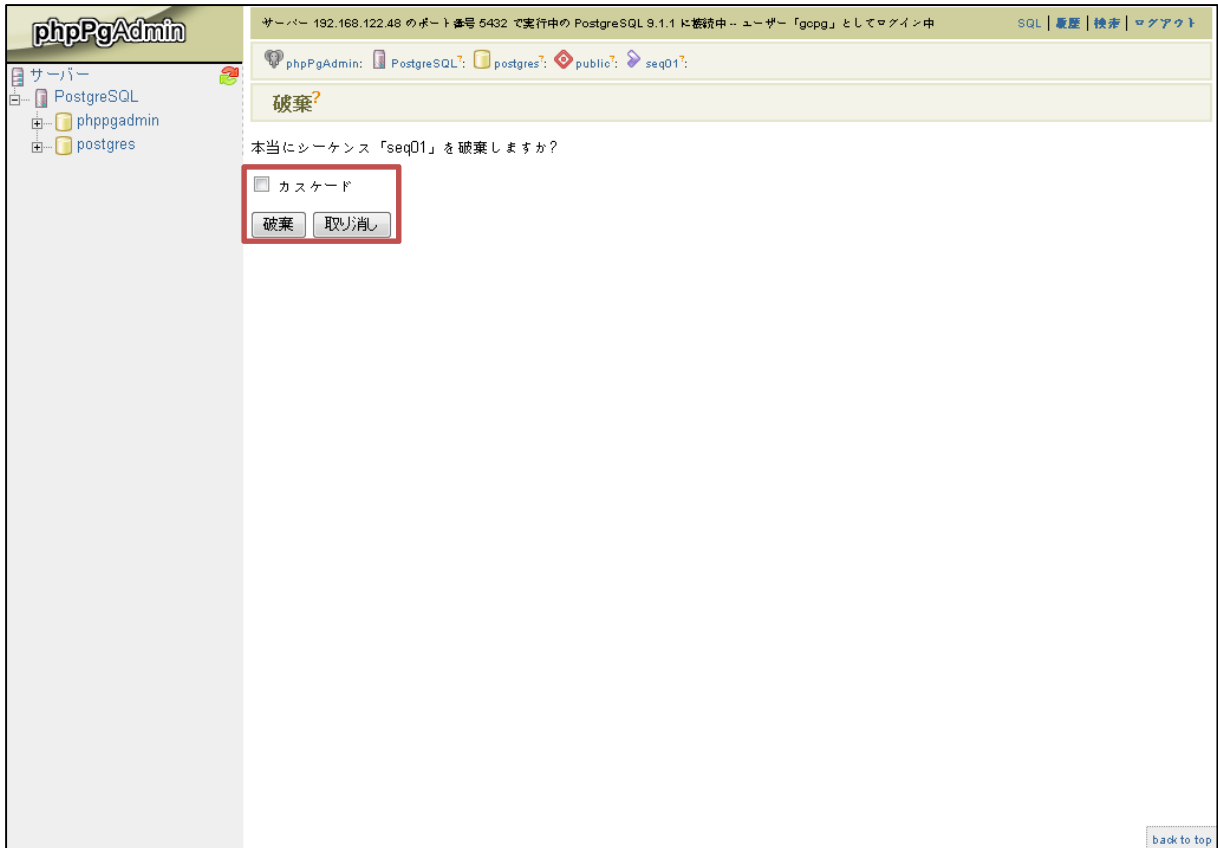 phpPgAdmin
サーバー 192.168.122.48 のポート番号 5432 で実行中の PostgreSQL 9.1.1 に接続中 -- ユーザー「gcpg」としてログイン中
SQL | 履歴 | 検索 | ログアウト
phpPgAdmin: PostgreSQL?: postgres?: public?: seq01?:
サーバー
PostgreSQL
phppgadmin
postgres
破棄?
本当にシーケンス「seq01」を破棄しますか?
カスケード
破棄 取り消し
back to top